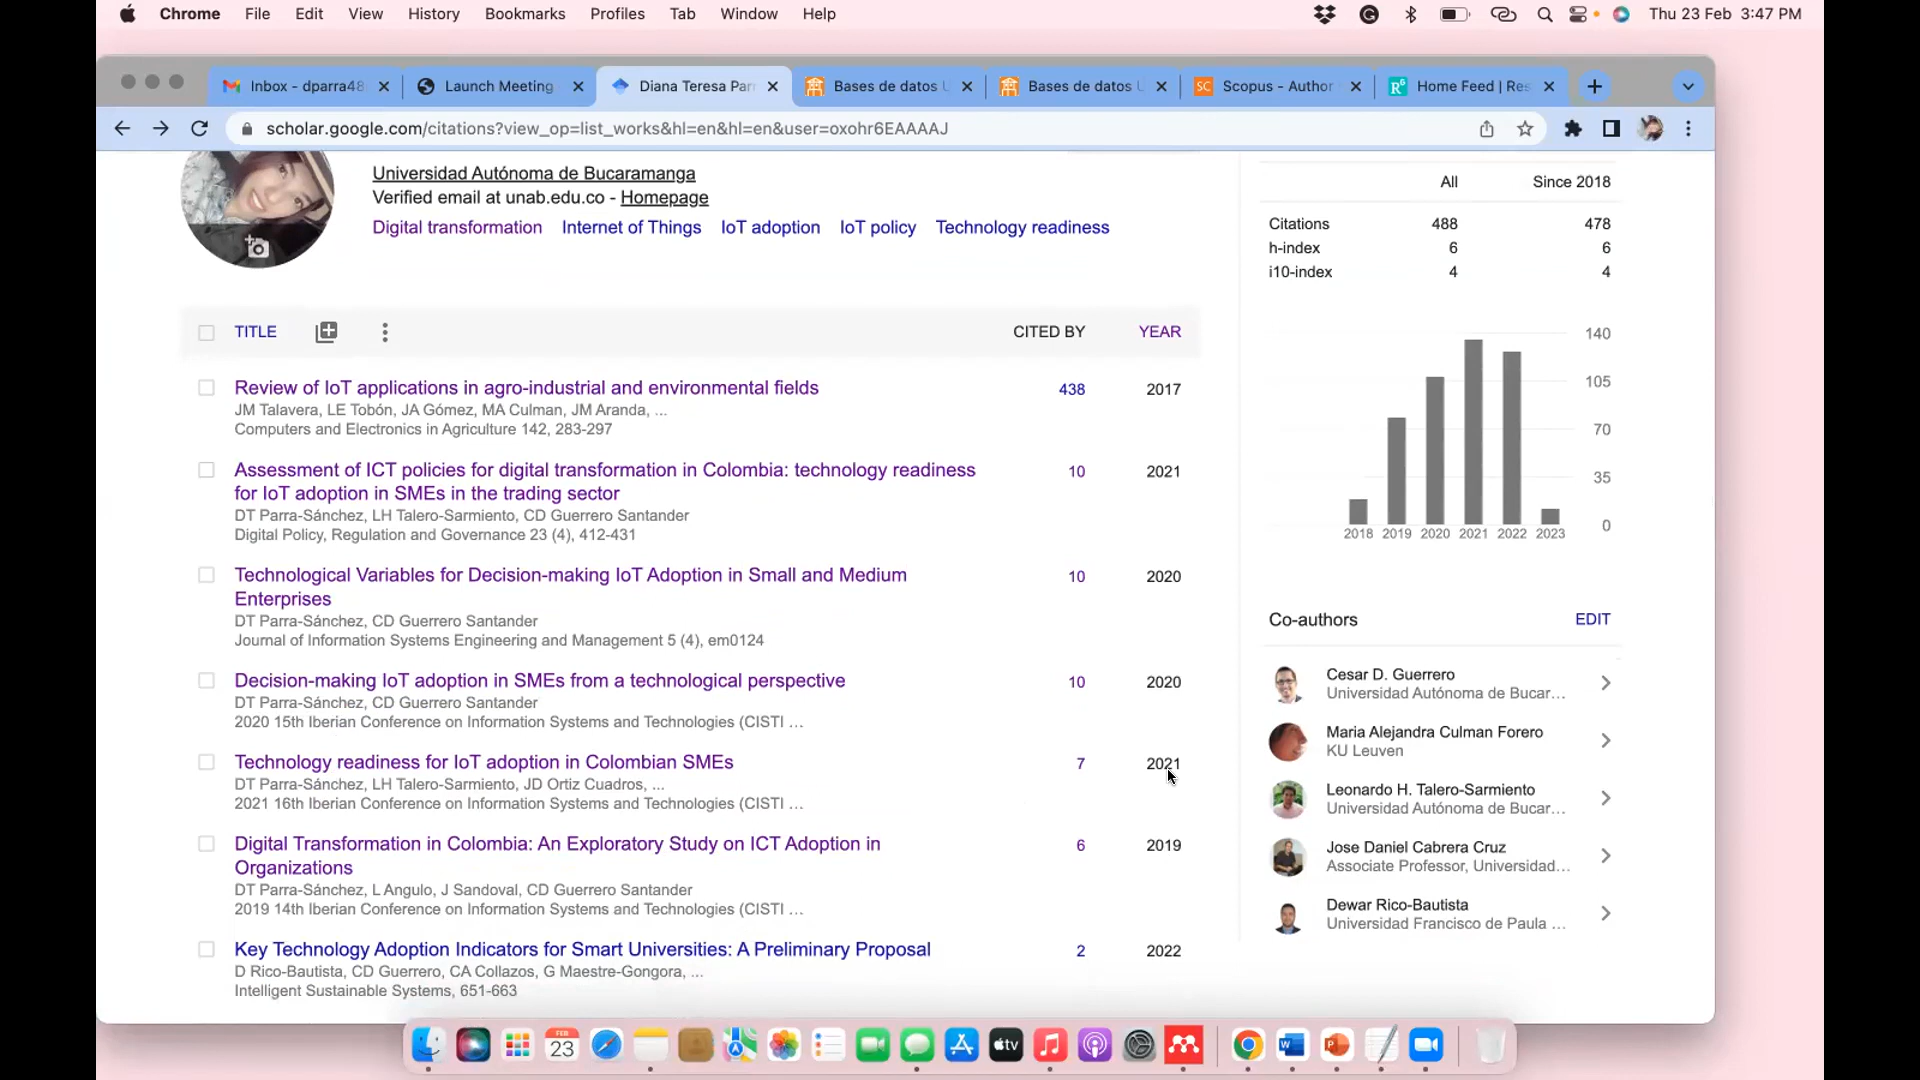 Chrome File Edit View History Bookmarks Profiles Tab Window Help Thu 23 Feb 3:47 PM
Inbox - dparra48 Launch Meeting Diana Teresa Par Bases de datos U Bases de datos U Scopus - Author Home Feed | Res
scholar.google.com/citations?view_op=list_works&hl=en&hl=en&user=oxohr6EAAAAJ
Universidad Autónoma de Bucaramanga
Verified email at unab.edu.co - Homepage
Digital transformation Internet of Things IoT adoption IoT policy Technology readiness
TITLE CITED BY YEAR
Review of IoT applications in agro-industrial and environmental fields 438 2017
JM Talavera, LE Tobón, JA Gómez, MA Culman, JM Aranda, ...
Computers and Electronics in Agriculture 142, 283-297
Assessment of ICT policies for digital transformation in Colombia: technology readiness 10 2021
for IoT adoption in SMEs in the trading sector
DT Parra-Sánchez, LH Talero-Sarmiento, CD Guerrero Santander
Digital Policy, Regulation and Governance 23 (4), 412-431
Technological Variables for Decision-making IoT Adoption in Small and Medium 10 2020
Enterprises
DT Parra-Sánchez, CD Guerrero Santander
Journal of Information Systems Engineering and Management 5 (4), em0124
Decision-making IoT adoption in SMEs from a technological perspective 10 2020
DT Parra-Sánchez, CD Guerrero Santander
2020 15th Iberian Conference on Information Systems and Technologies (CISTI ...
Technology readiness for IoT adoption in Colombian SMEs 7 2021
DT Parra-Sánchez, LH Talero-Sarmiento, JD Ortiz Cuadros, ...
2021 16th Iberian Conference on Information Systems and Technologies (CISTI ...
Digital Transformation in Colombia: An Exploratory Study on ICT Adoption in 6 2019
Organizations
DT Parra-Sánchez, L Angulo, J Sandoval, CD Guerrero Santander
2019 14th Iberian Conference on Information Systems and Technologies (CISTI ...
Key Technology Adoption Indicators for Smart Universities: A Preliminary Proposal 2 2022
D Rico-Bautista, CD Guerrero, CA Collazos, G Maestre-Gongora, ...
Intelligent Sustainable Systems, 651-663
All Since 2018
Citations 488 478
h-index 6 6
i10-index 4 4
140
105
70
35
0
2018 2019 2020 2021 2022 2023
Co-authors EDIT
Cesar D. Guerrero
Universidad Autónoma de Bucar...
Maria Alejandra Culman Forero
KU Leuven
Leonardo H. Talero-Sarmiento
Universidad Autónoma de Bucar...
Jose Daniel Cabrera Cruz
Associate Professor, Universidad...
Dewar Rico-Bautista
Universidad Francisco de Paula ...
FEB
23
tv
W
P